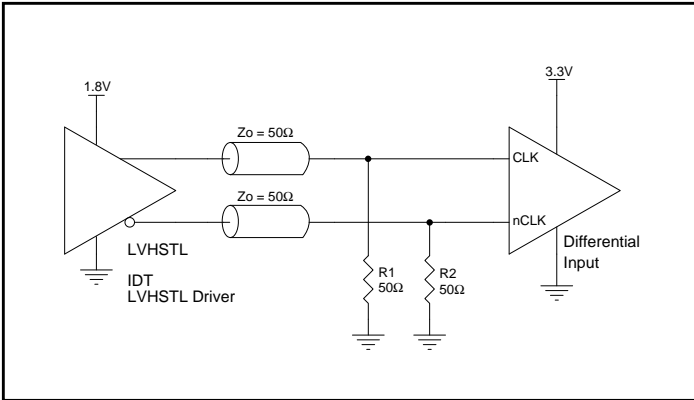 1.8V
3.3V
Zo = 50Ω
CLK
Zo = 50Ω
nCLK
LVHSTL
IDT
LVHSTL Driver
R1
50Ω
R2
50Ω
Differential
Input